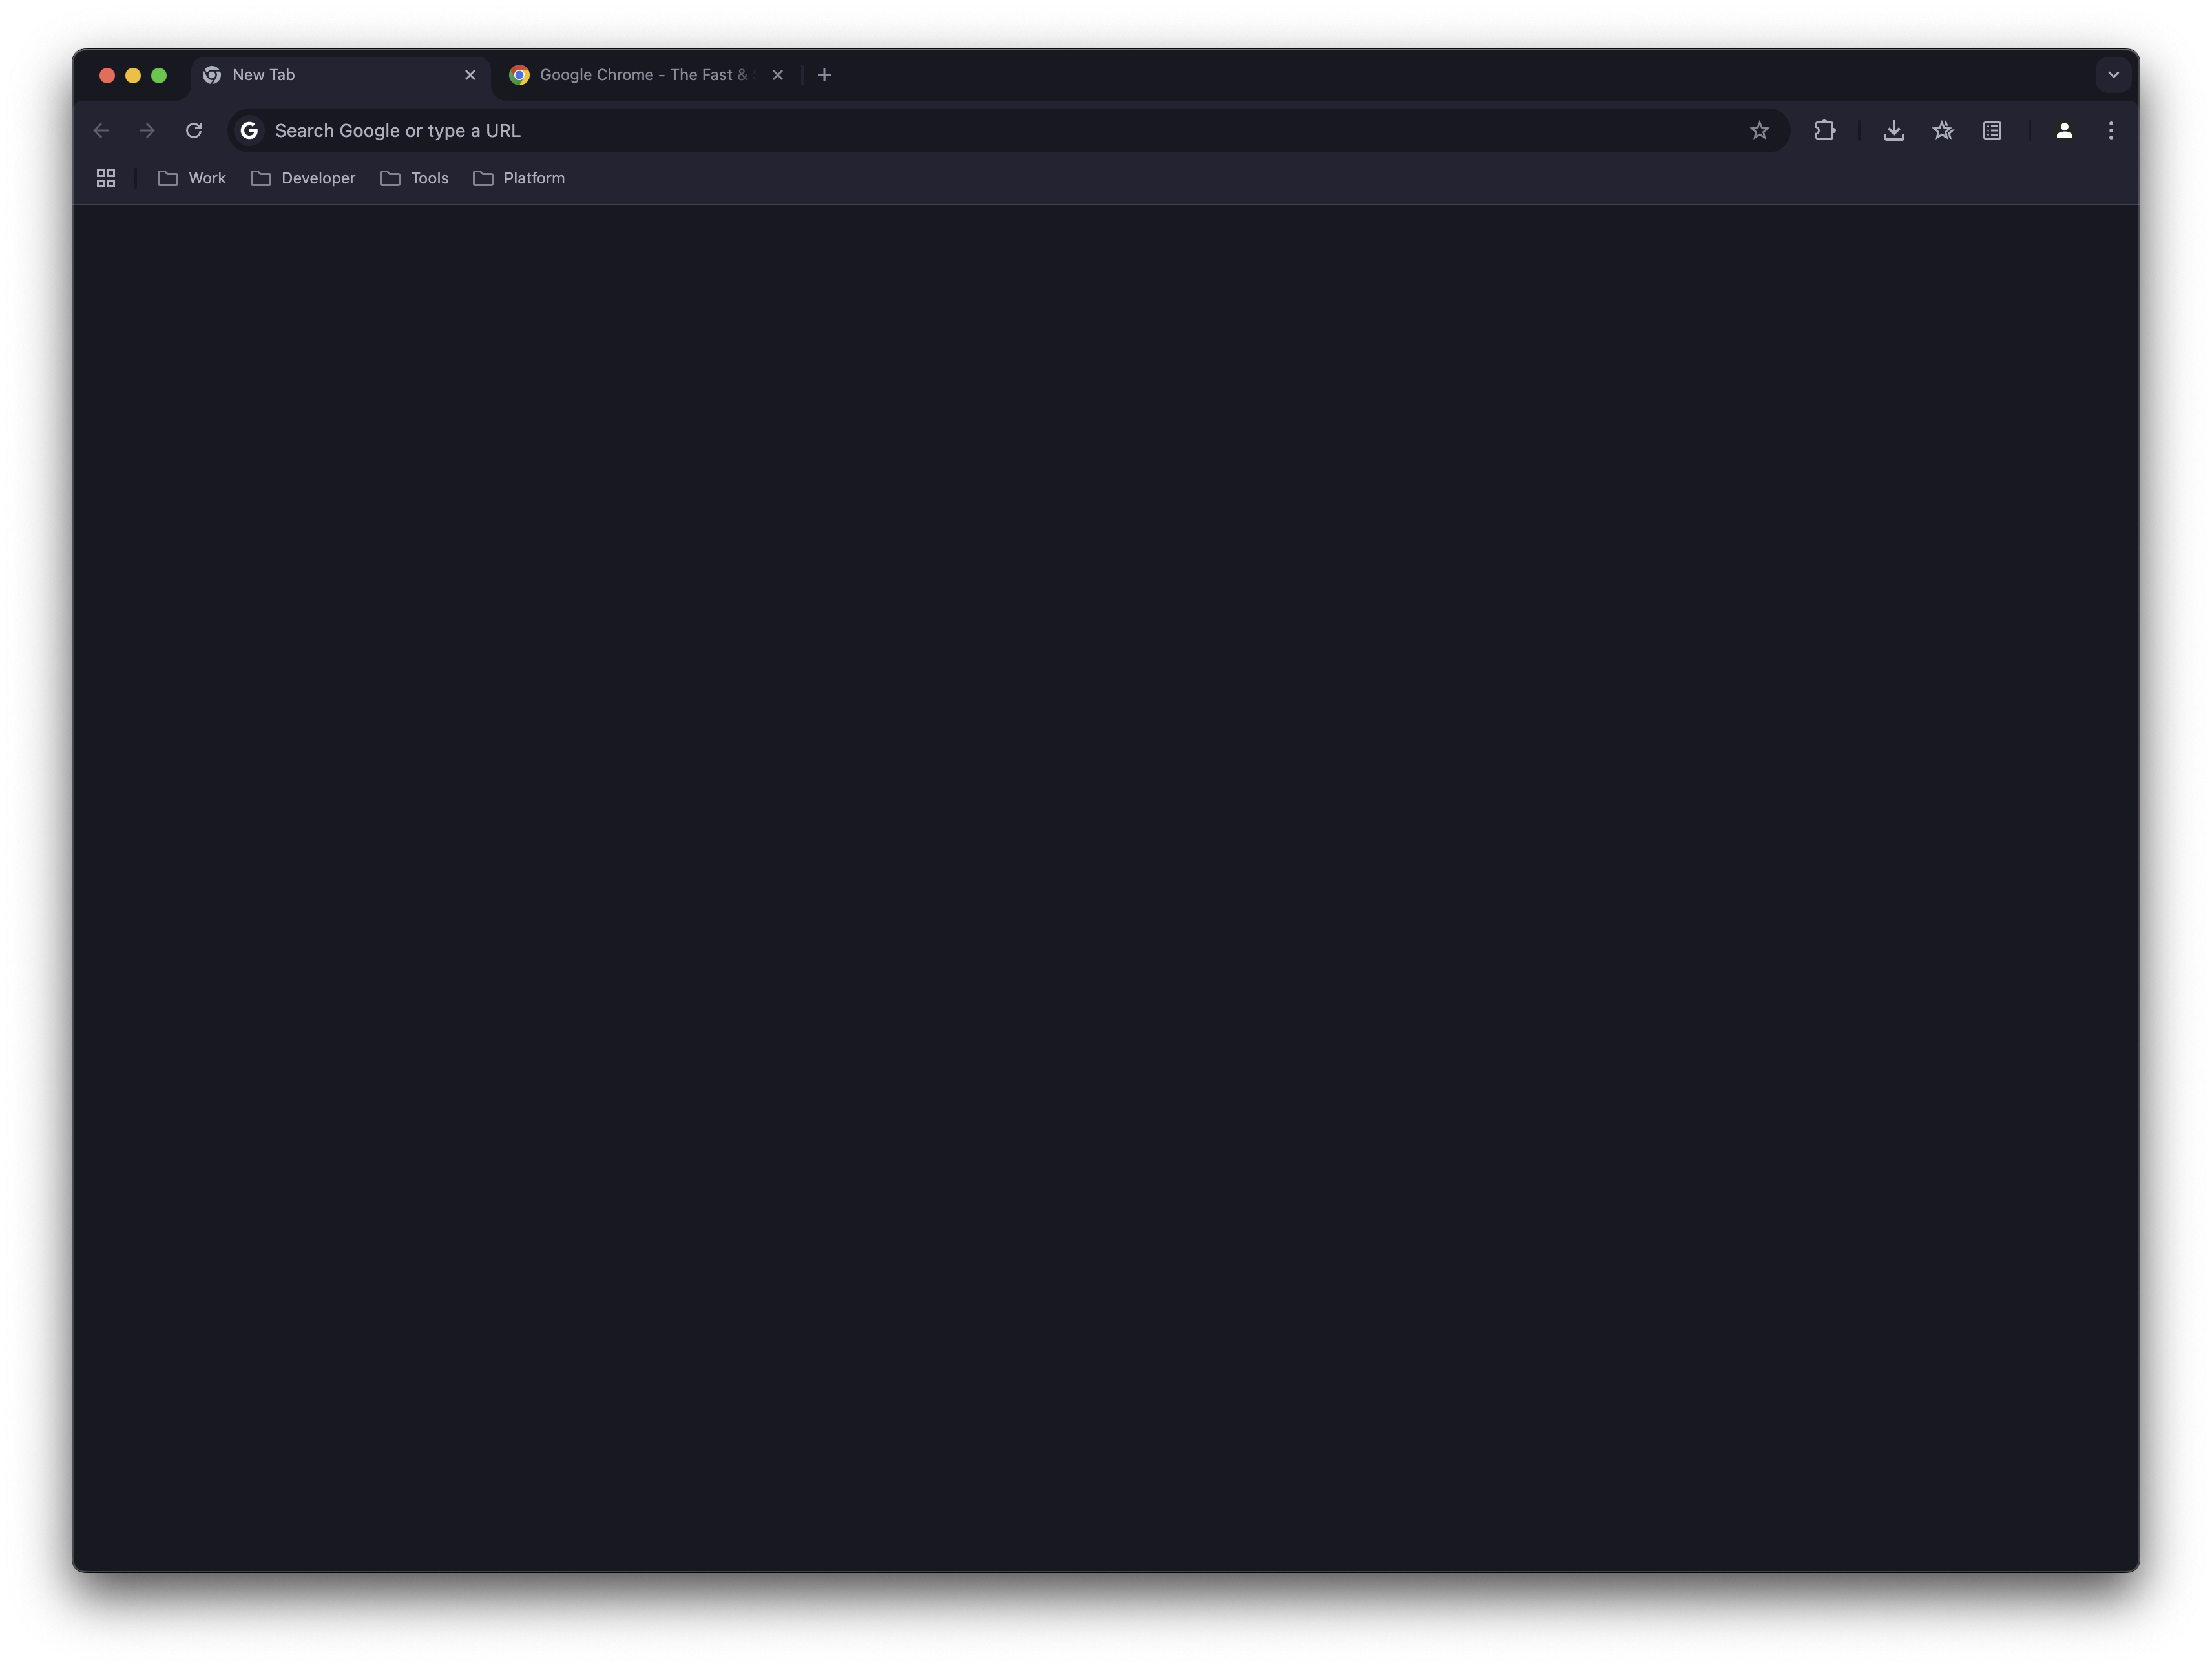 New Tab
Google Chrome - The Fast &
Search Google or type a URL
Work
Developer
Tools
Platform